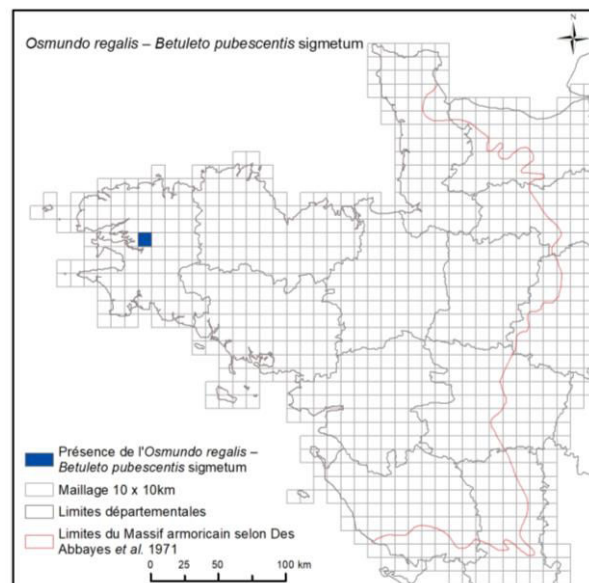 Osmundo regalis – Betuleto pubescentis sigmetum
N
Présence de l'Osmundo regalis –
Betuleto pubescentis sigmetum
Maillage 10 x 10km
Limites départementales
Limites du Massif armoricain selon Des
Abbayes et al. 1971
0 25 50 100 km